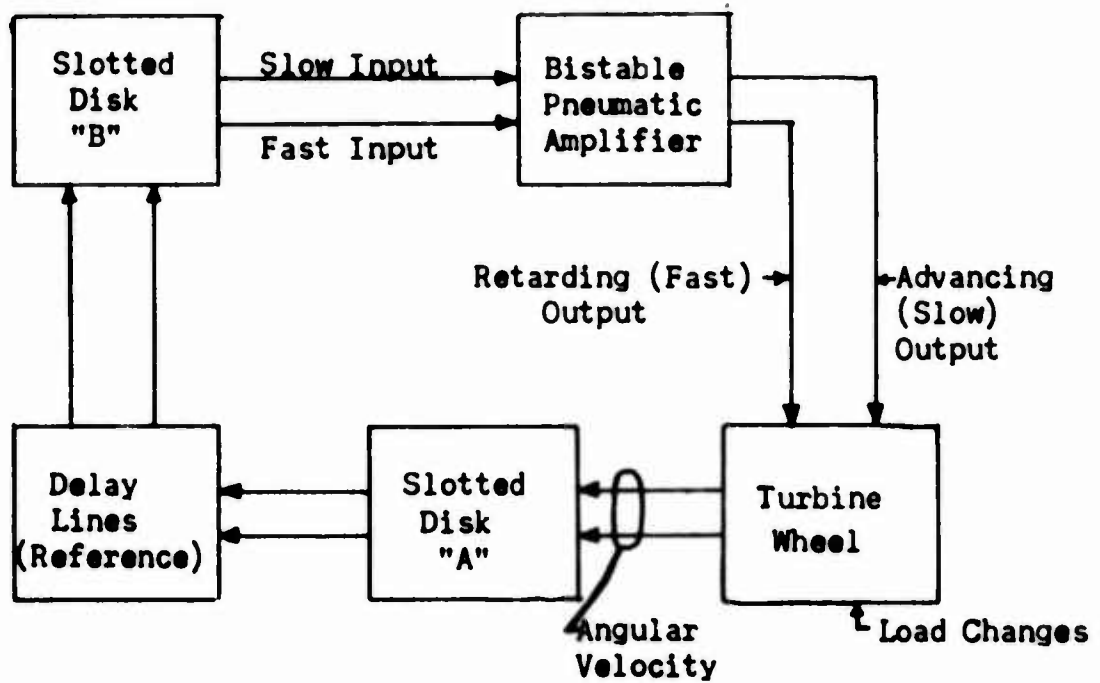 Slotted
Disk
"B"
Slow Input
Fast Input
Bistable
Pneumatic
Amplifier
Retarding (Fast)
Output
Advancing
(Slow)
Output
Delay
Lines
(Reference)
Slotted
Disk
"A"
Turbine
Wheel
Angular
Velocity
Load Changes